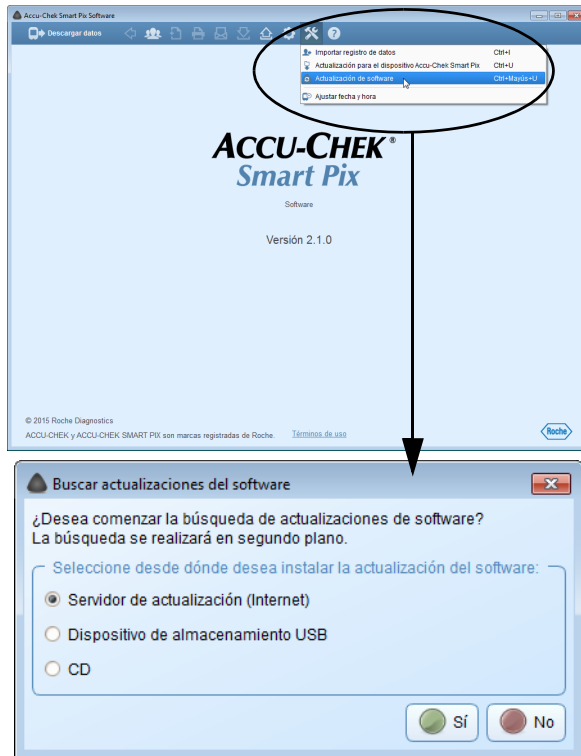 Accu-Chek Smart Pix Software
Descargar datos
Importar registro de datos Ctrl+I
Actualización para el dispositivo Accu-Chek Smart Pix Ctrl+U
Actualización de software Ctrl+Mayús+U
Ajustar fecha y hora
ACCU-CHEK®
Smart Pix
Software
Versión 2.1.0
© 2015 Roche Diagnostics
ACCU-CHEK y ACCU-CHEK SMART PIX son marcas registradas de Roche. Términos de uso
Roche
Buscar actualizaciones del software
¿Desea comenzar la búsqueda de actualizaciones de software?
La búsqueda se realizará en segundo plano.
Seleccione desde dónde desea instalar la actualización del software:
Servidor de actualización (Internet)
Dispositivo de almacenamiento USB
CD
Sí No